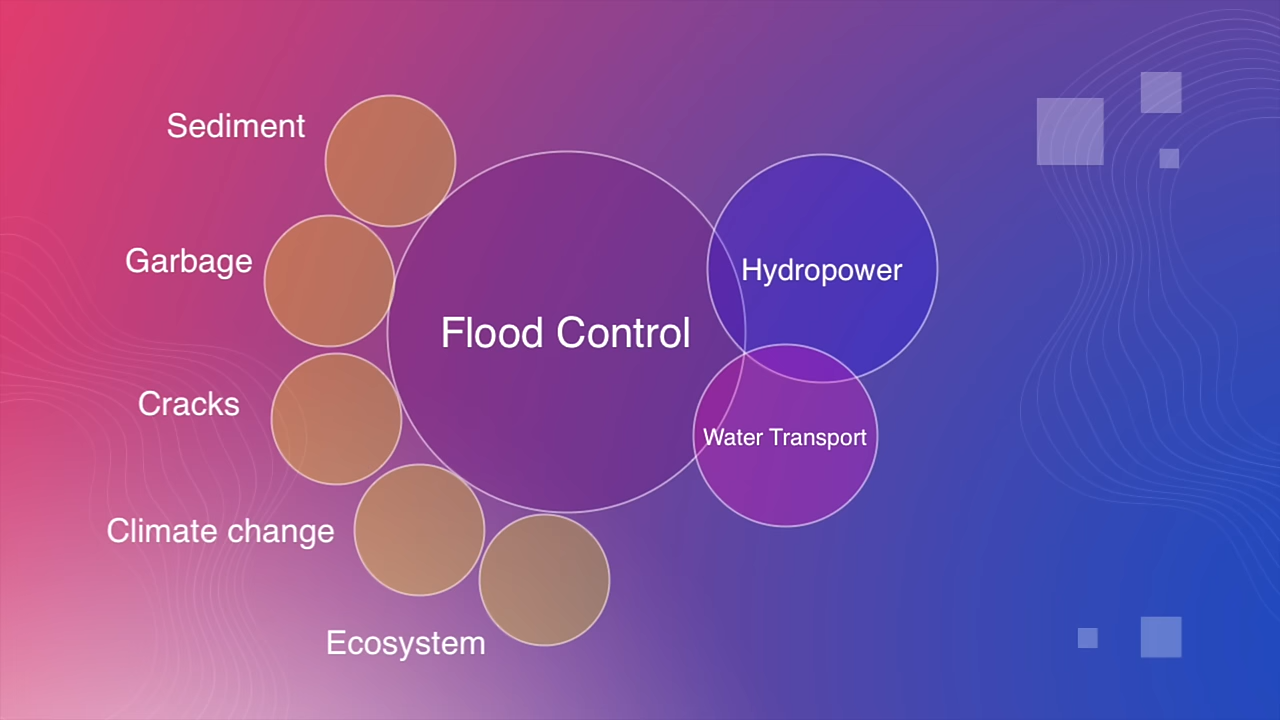 Sediment
Garbage
Hydropower
Flood Control
Cracks
Water Transport
Climate change
Ecosystem